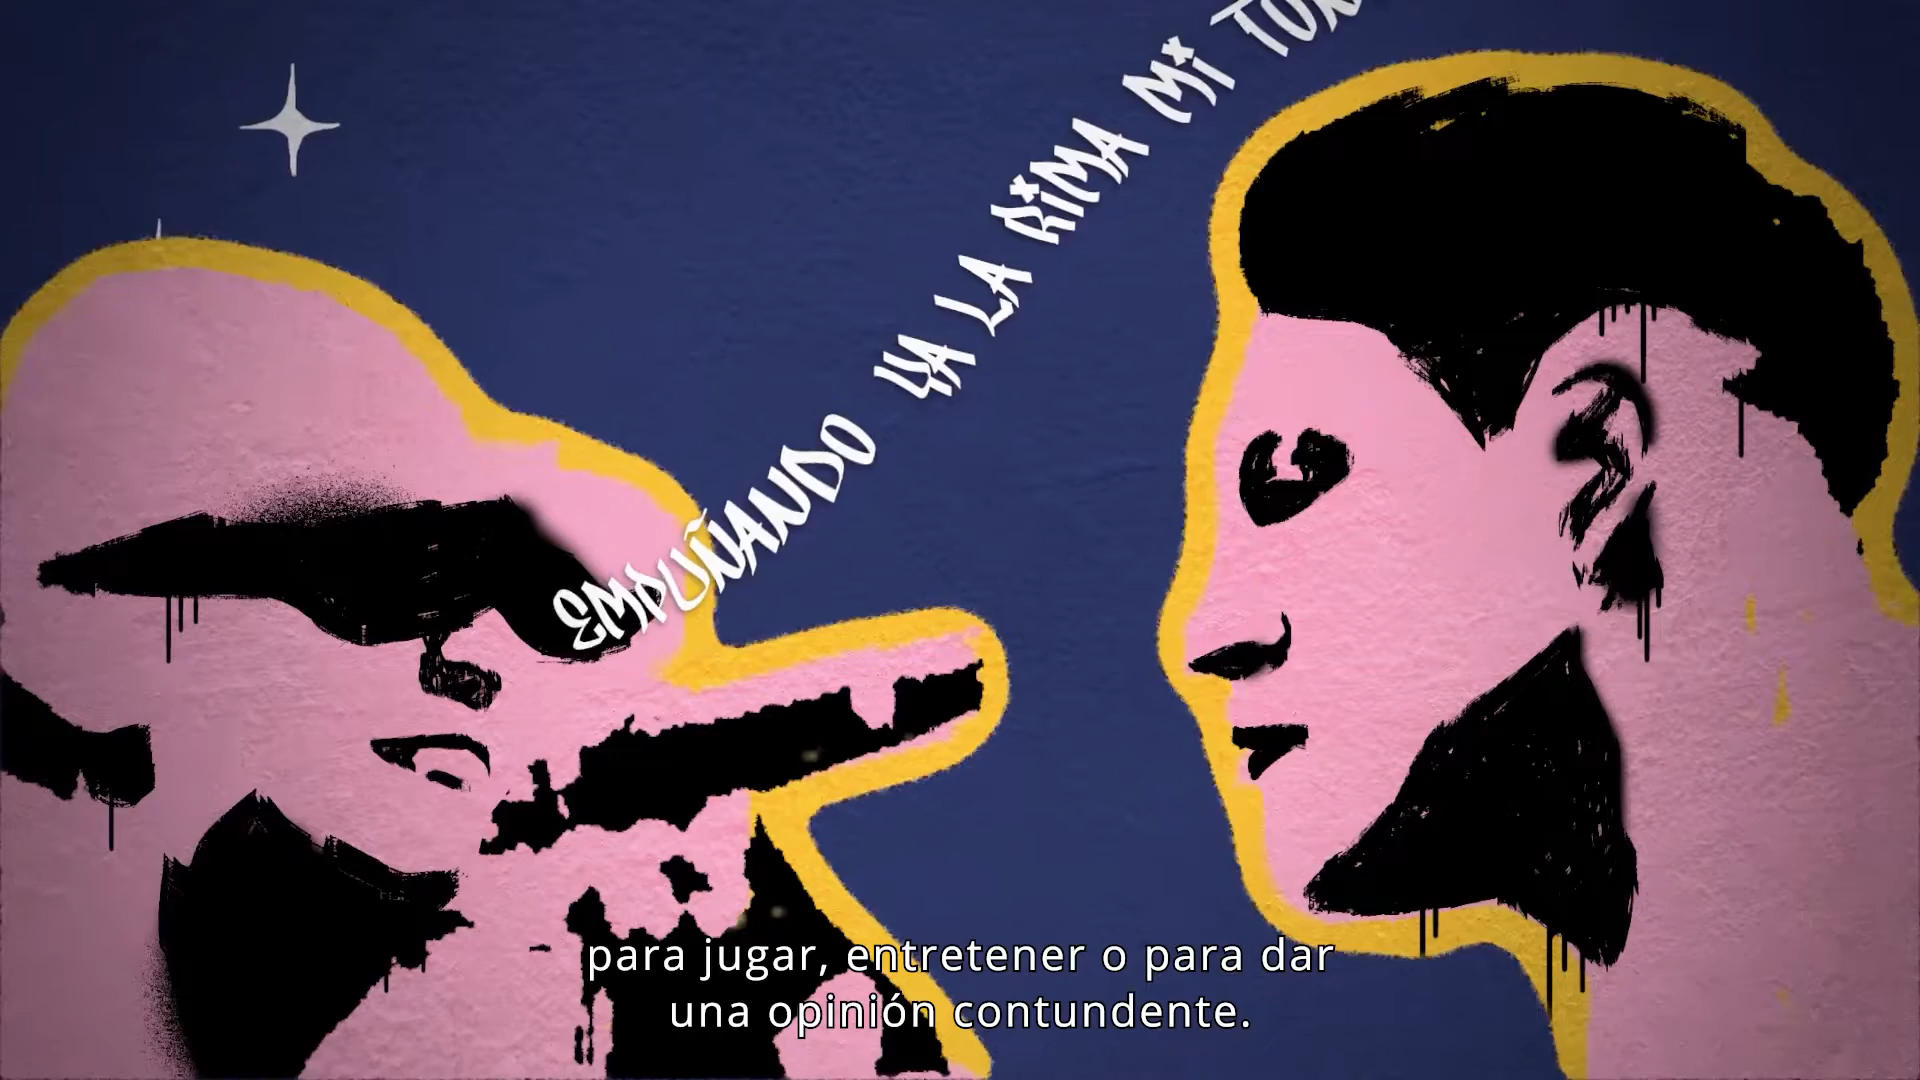 EMPUÑANDO YA LA RIMA MI
para jugar, entretener o para dar
una opinión contundente.